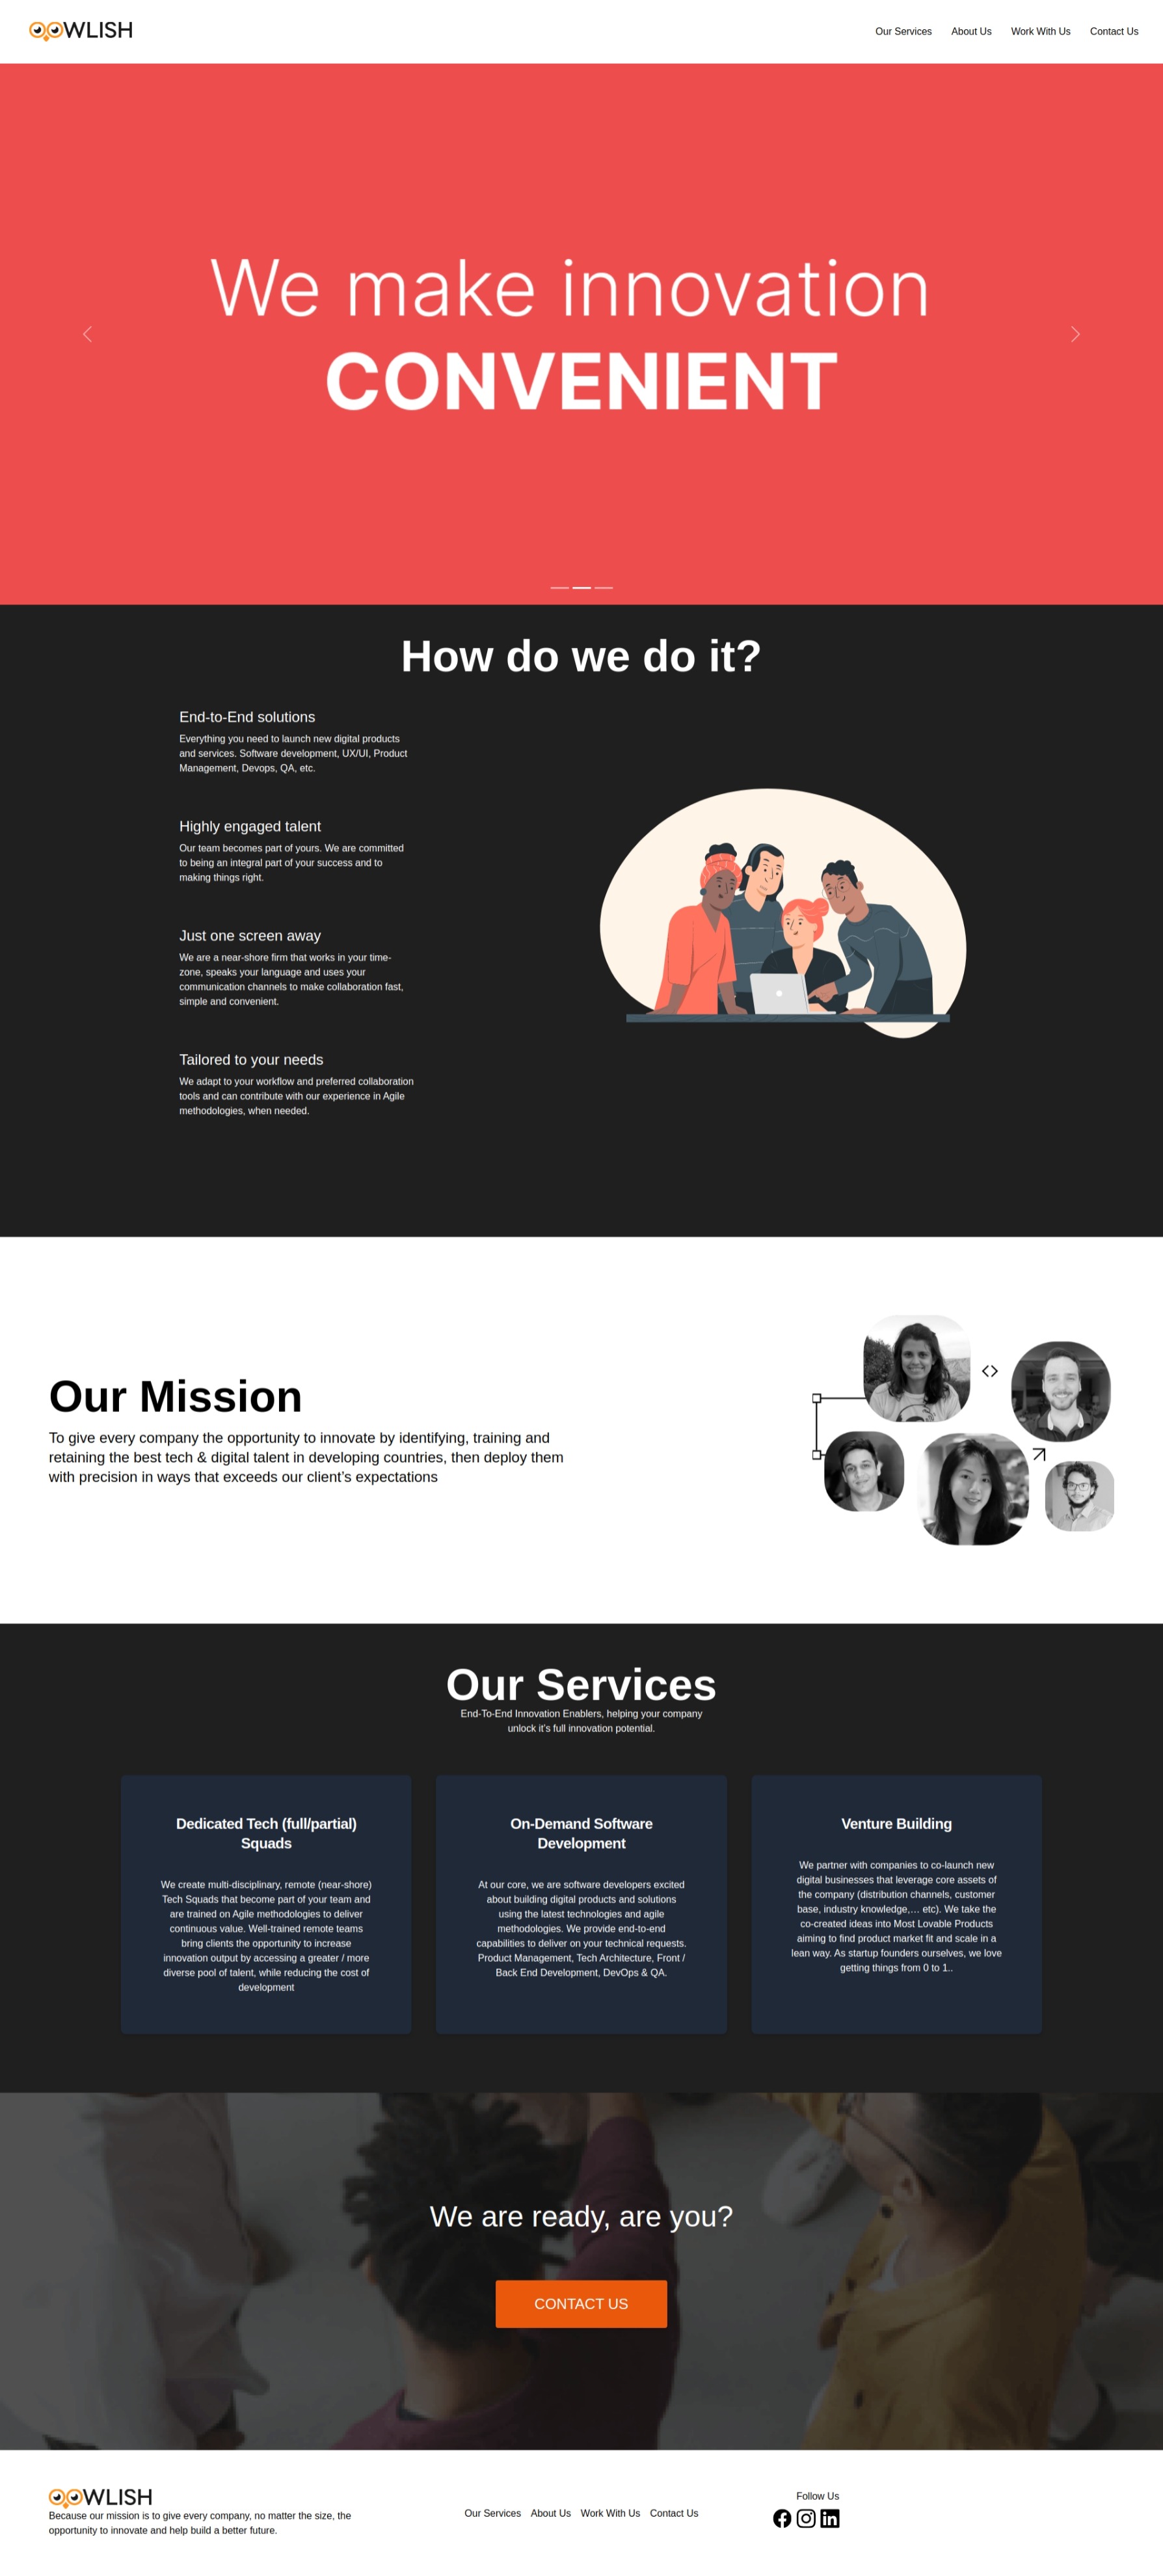 OOWLISH
Our Services
About Us
Work With Us
Contact Us
We make innovation
CONVENIENT
How do we do it?
End-to-End solutions
Everything you need to launch new digital products
and services. Software development, UX/UI, Product
Management, Devops, QA, etc.
Highly engaged talent
Our team becomes part of yours. We are committed
to being an integral part of your success and to
making things right.
Just one screen away
We are a near-shore firm that works in your time-
zone, speaks your language and uses your
communication channels to make collaboration fast,
simple and convenient.
Tailored to your needs
We adapt to your workflow and preferred collaboration
tools and can contribute with our experience in Agile
methodologies, when needed.
Our Mission
To give every company the opportunity to innovate by identifying, training and
retaining the best tech & digital talent in developing countries, then deploy them
with precision in ways that exceeds our client’s expectations
Our Services
End-To-End Innovation Enablers, helping your company
unlock it's full innovation potential.
Dedicated Tech (full/partial)
Squads
We create multi-disciplinary, remote (near-shore)
Tech Squads that become part of your team and
are trained on Agile methodologies to deliver
continuous value. Well-trained remote teams
bring clients the opportunity to increase
innovation output by accessing a greater / more
diverse pool of talent, while reducing the cost of
development
On-Demand Software
Development
At our core, we are software developers excited
about building digital products and solutions
using the latest technologies and agile
methodologies. We provide end-to-end
capabilities to deliver on your technical requests.
Product Management, Tech Architecture, Front /
Back End Development, DevOps & QA.
Venture Building
We partner with companies to co-launch new
digital businesses that leverage core assets of
the company (distribution channels, customer
base, industry knowledge,… etc). We take the
co-created ideas into Most Lovable Products
aiming to find product market fit and scale in a
lean way. As startup founders ourselves, we love
getting things from 0 to 1..
We are ready, are you?
CONTACT US
OOWLISH
Because our mission is to give every company, no matter the size, the
opportunity to innovate and help build a better future.
Our Services
About Us
Work With Us
Contact Us
Follow Us